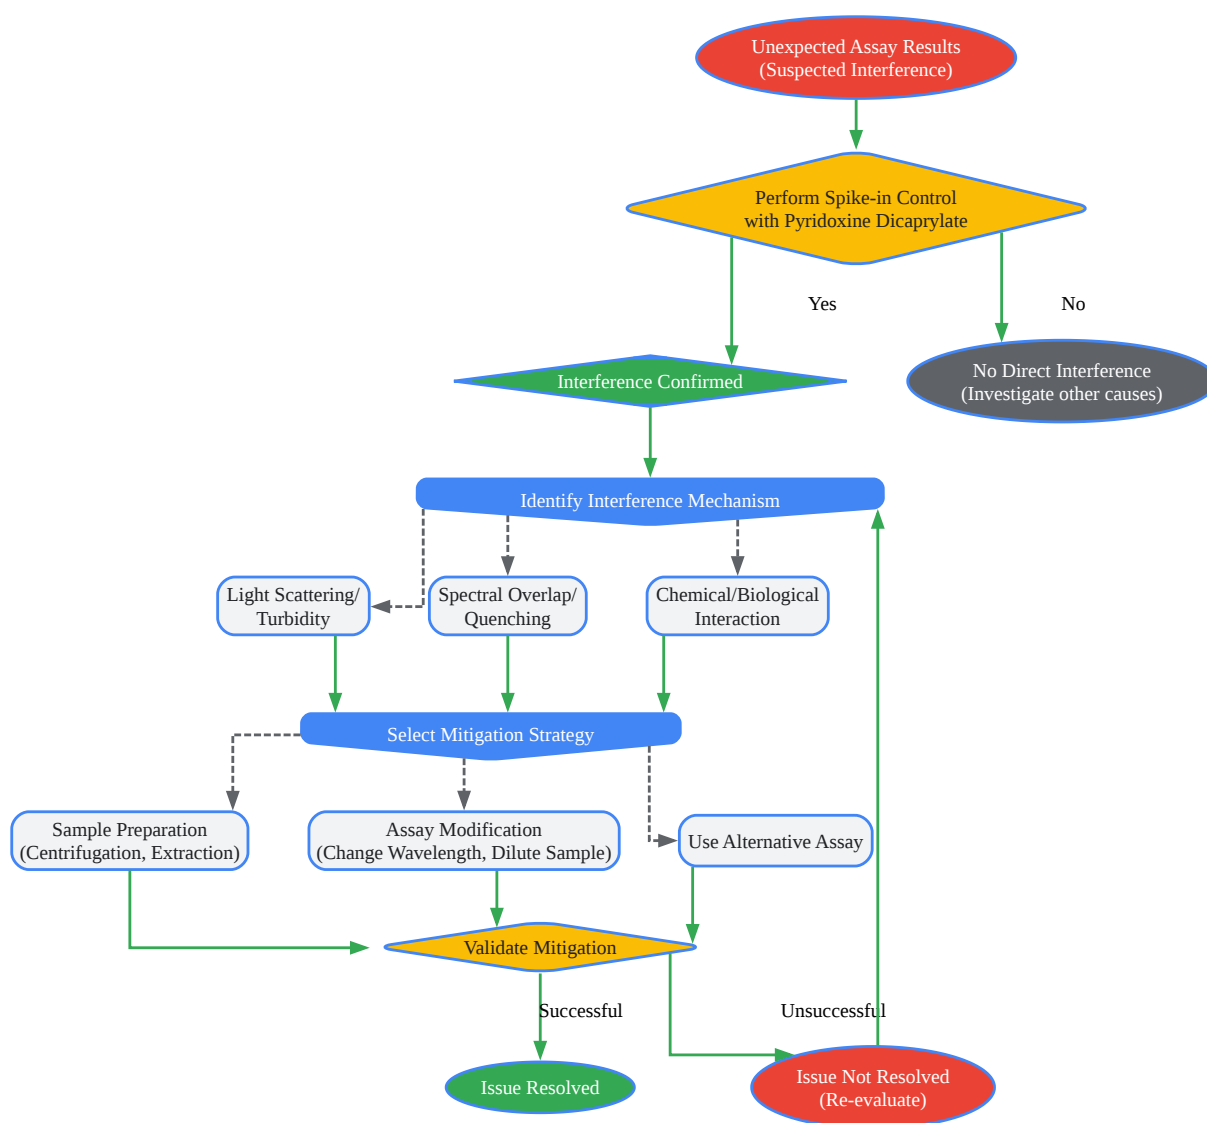 Unexpected Assay Results
(Suspected Interference)
Perform Spike-in Control
with Pyridoxine Dicaprylate
Yes
No
Interference Confirmed
No Direct Interference
(Investigate other causes)
Identify Interference Mechanism
Light Scattering/
Turbidity
Spectral Overlap/
Quenching
Chemical/Biological
Interaction
Select Mitigation Strategy
Sample Preparation
(Centrifugation, Extraction)
Assay Modification
(Change Wavelength, Dilute Sample)
Use Alternative Assay
Validate Mitigation
Successful
Unsuccessful
Issue Resolved
Issue Not Resolved
(Re-evaluate)